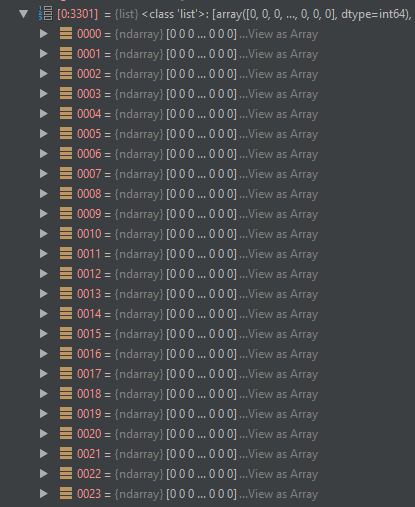 [0:3301] = {list} <class 'list'>: [array([0, 0, 0, ..., 0, 0, 0], dtype=int64),
0000 = {ndarray} [0 0 0 ... 0 0 0] ...View as Array
0001 = {ndarray} [0 0 0 ... 0 0 0] ...View as Array
0002 = {ndarray} [0 0 0 ... 0 0 0] ...View as Array
0003 = {ndarray} [0 0 0 ... 0 0 0] ...View as Array
0004 = {ndarray} [0 0 0 ... 0 0 0] ...View as Array
0005 = {ndarray} [0 0 0 ... 0 0 0] ...View as Array
0006 = {ndarray} [0 0 0 ... 0 0 0] ...View as Array
0007 = {ndarray} [0 0 0 ... 0 0 0] ...View as Array
0008 = {ndarray} [0 0 0 ... 0 0 0] ...View as Array
0009 = {ndarray} [0 0 0 ... 0 0 0] ...View as Array
0010 = {ndarray} [0 0 0 ... 0 0 0] ...View as Array
0011 = {ndarray} [0 0 0 ... 0 0 0] ...View as Array
0012 = {ndarray} [0 0 0 ... 0 0 0] ...View as Array
0013 = {ndarray} [0 0 0 ... 0 0 0] ...View as Array
0014 = {ndarray} [0 0 0 ... 0 0 0] ...View as Array
0015 = {ndarray} [0 0 0 ... 0 0 0] ...View as Array
0016 = {ndarray} [0 0 0 ... 0 0 0] ...View as Array
0017 = {ndarray} [0 0 0 ... 0 0 0] ...View as Array
0018 = {ndarray} [0 0 0 ... 0 0 0] ...View as Array
0019 = {ndarray} [0 0 0 ... 0 0 0] ...View as Array
0020 = {ndarray} [0 0 0 ... 0 0 0] ...View as Array
0021 = {ndarray} [0 0 0 ... 0 0 0] ...View as Array
0022 = {ndarray} [0 0 0 ... 0 0 0] ...View as Array
0023 = {ndarray} [0 0 0 ... 0 0 0] ...View as Array